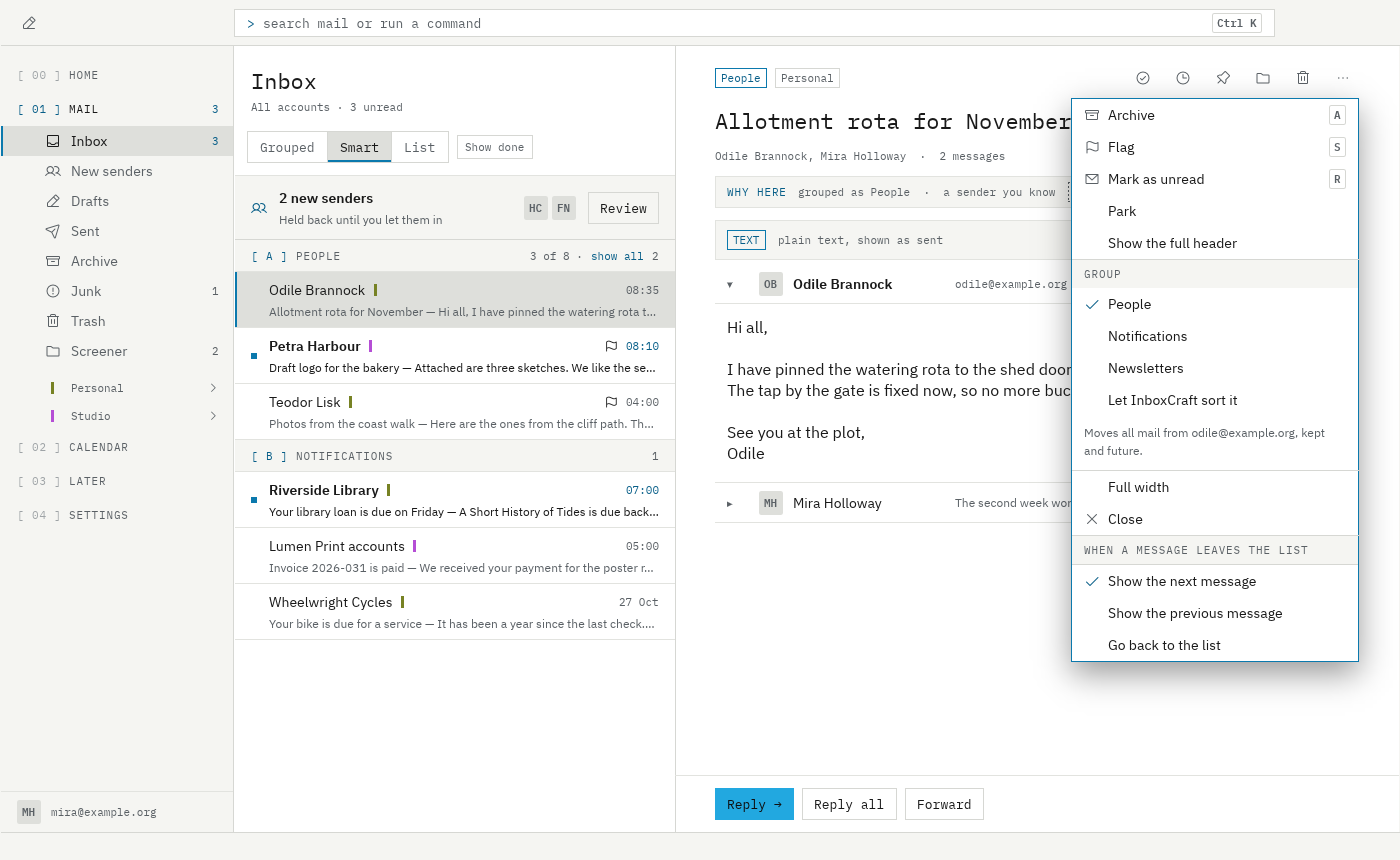 > search mail or run a command
Ctrl K
[ 00 ] HOME
[ 01 ] MAIL 3
Inbox 3
New senders
Drafts
Sent
Archive
Junk 1
Trash
Screener 2
Personal
Studio
[ 02 ] CALENDAR
[ 03 ] LATER
[ 04 ] SETTINGS
MH mira@example.org
Inbox
All accounts · 3 unread
Grouped Smart List Show done
2 new senders
Held back until you let them in
HC FN Review
[ A ] PEOPLE 3 of 8 · show all 2
Odile Brannock 08:35
Allotment rota for November — Hi all, I have pinned the watering rota t…
Petra Harbour 08:10
Draft logo for the bakery — Attached are three sketches. We like the se…
Teodor Lisk 04:00
Photos from the coast walk — Here are the ones from the cliff path. Th…
[ B ] NOTIFICATIONS 1
Riverside Library 07:00
Your library loan is due on Friday — A Short History of Tides is due back…
Lumen Print accounts 05:00
Invoice 2026-031 is paid — We received your payment for the poster r…
Wheelwright Cycles 27 Oct
Your bike is due for a service — It has been a year since the last check.…
People Personal
Allotment rota for November
Odile Brannock, Mira Holloway · 2 messages
WHY HERE grouped as People · a sender you know
TEXT plain text, shown as sent
OB Odile Brannock odile@example.org
Hi all,
I have pinned the watering rota to the shed door
The tap by the gate is fixed now, so no more buc
See you at the plot,
Odile
MH Mira Holloway The second week wor
Reply → Reply all Forward
Archive A
Flag S
Mark as unread R
Park
Show the full header
GROUP
People
Notifications
Newsletters
Let InboxCraft sort it
Moves all mail from odile@example.org, kept
and future.
Full width
Close
WHEN A MESSAGE LEAVES THE LIST
Show the next message
Show the previous message
Go back to the list